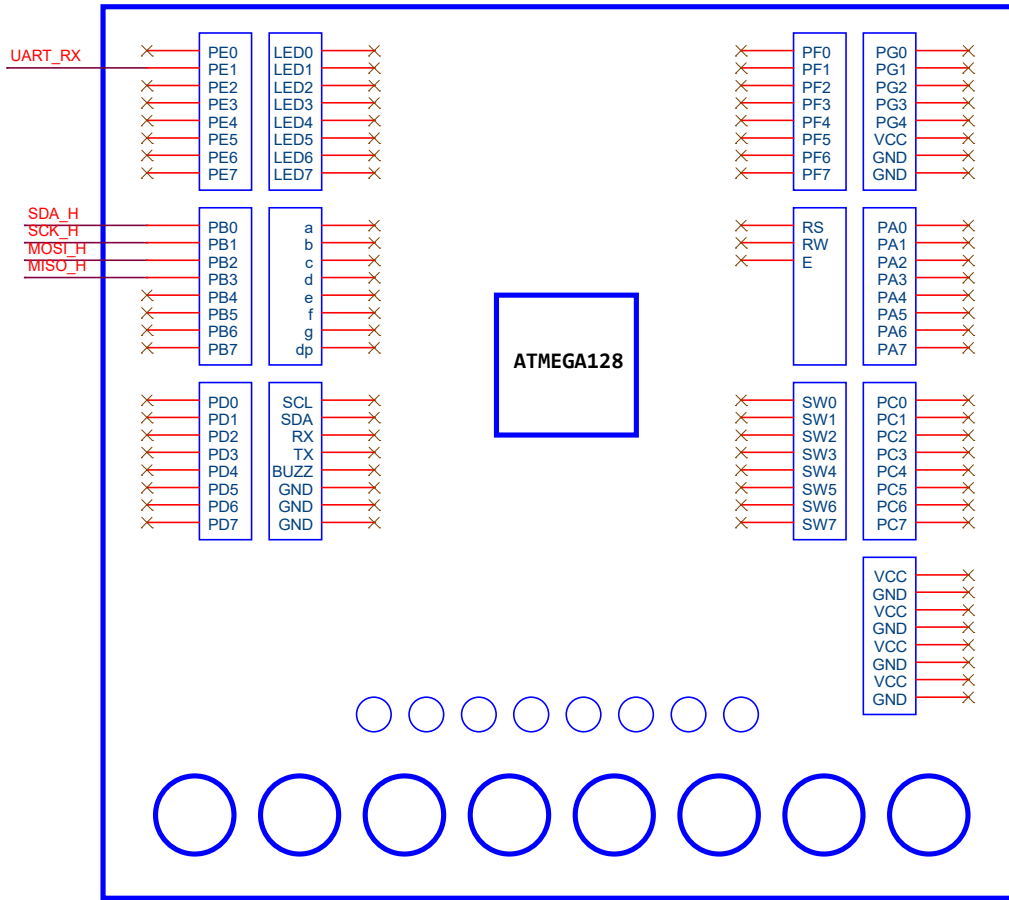 UART_RX
PE0
PE1
PE2
PE3
PE4
PE5
PE6
PE7
LED0
LED1
LED2
LED3
LED4
LED5
LED6
LED7
PF0
PF1
PF2
PF3
PF4
PF5
PF6
PF7
PG0
PG1
PG2
PG3
PG4
VCC
GND
GND
SDA_H
SCK_H
MOSI_H
MISO_H
PB0
PB1
PB2
PB3
PB4
PB5
PB6
PB7
a
b
c
d
e
f
g
dp
RS
RW
E
PA0
PA1
PA2
PA3
PA4
PA5
PA6
PA7
ATMEGA128
PD0
PD1
PD2
PD3
PD4
PD5
PD6
PD7
SCL
SDA
RX
TX
BUZZ
GND
GND
GND
SW0
SW1
SW2
SW3
SW4
SW5
SW6
SW7
PC0
PC1
PC2
PC3
PC4
PC5
PC6
PC7
VCC
GND
VCC
GND
VCC
GND
VCC
GND